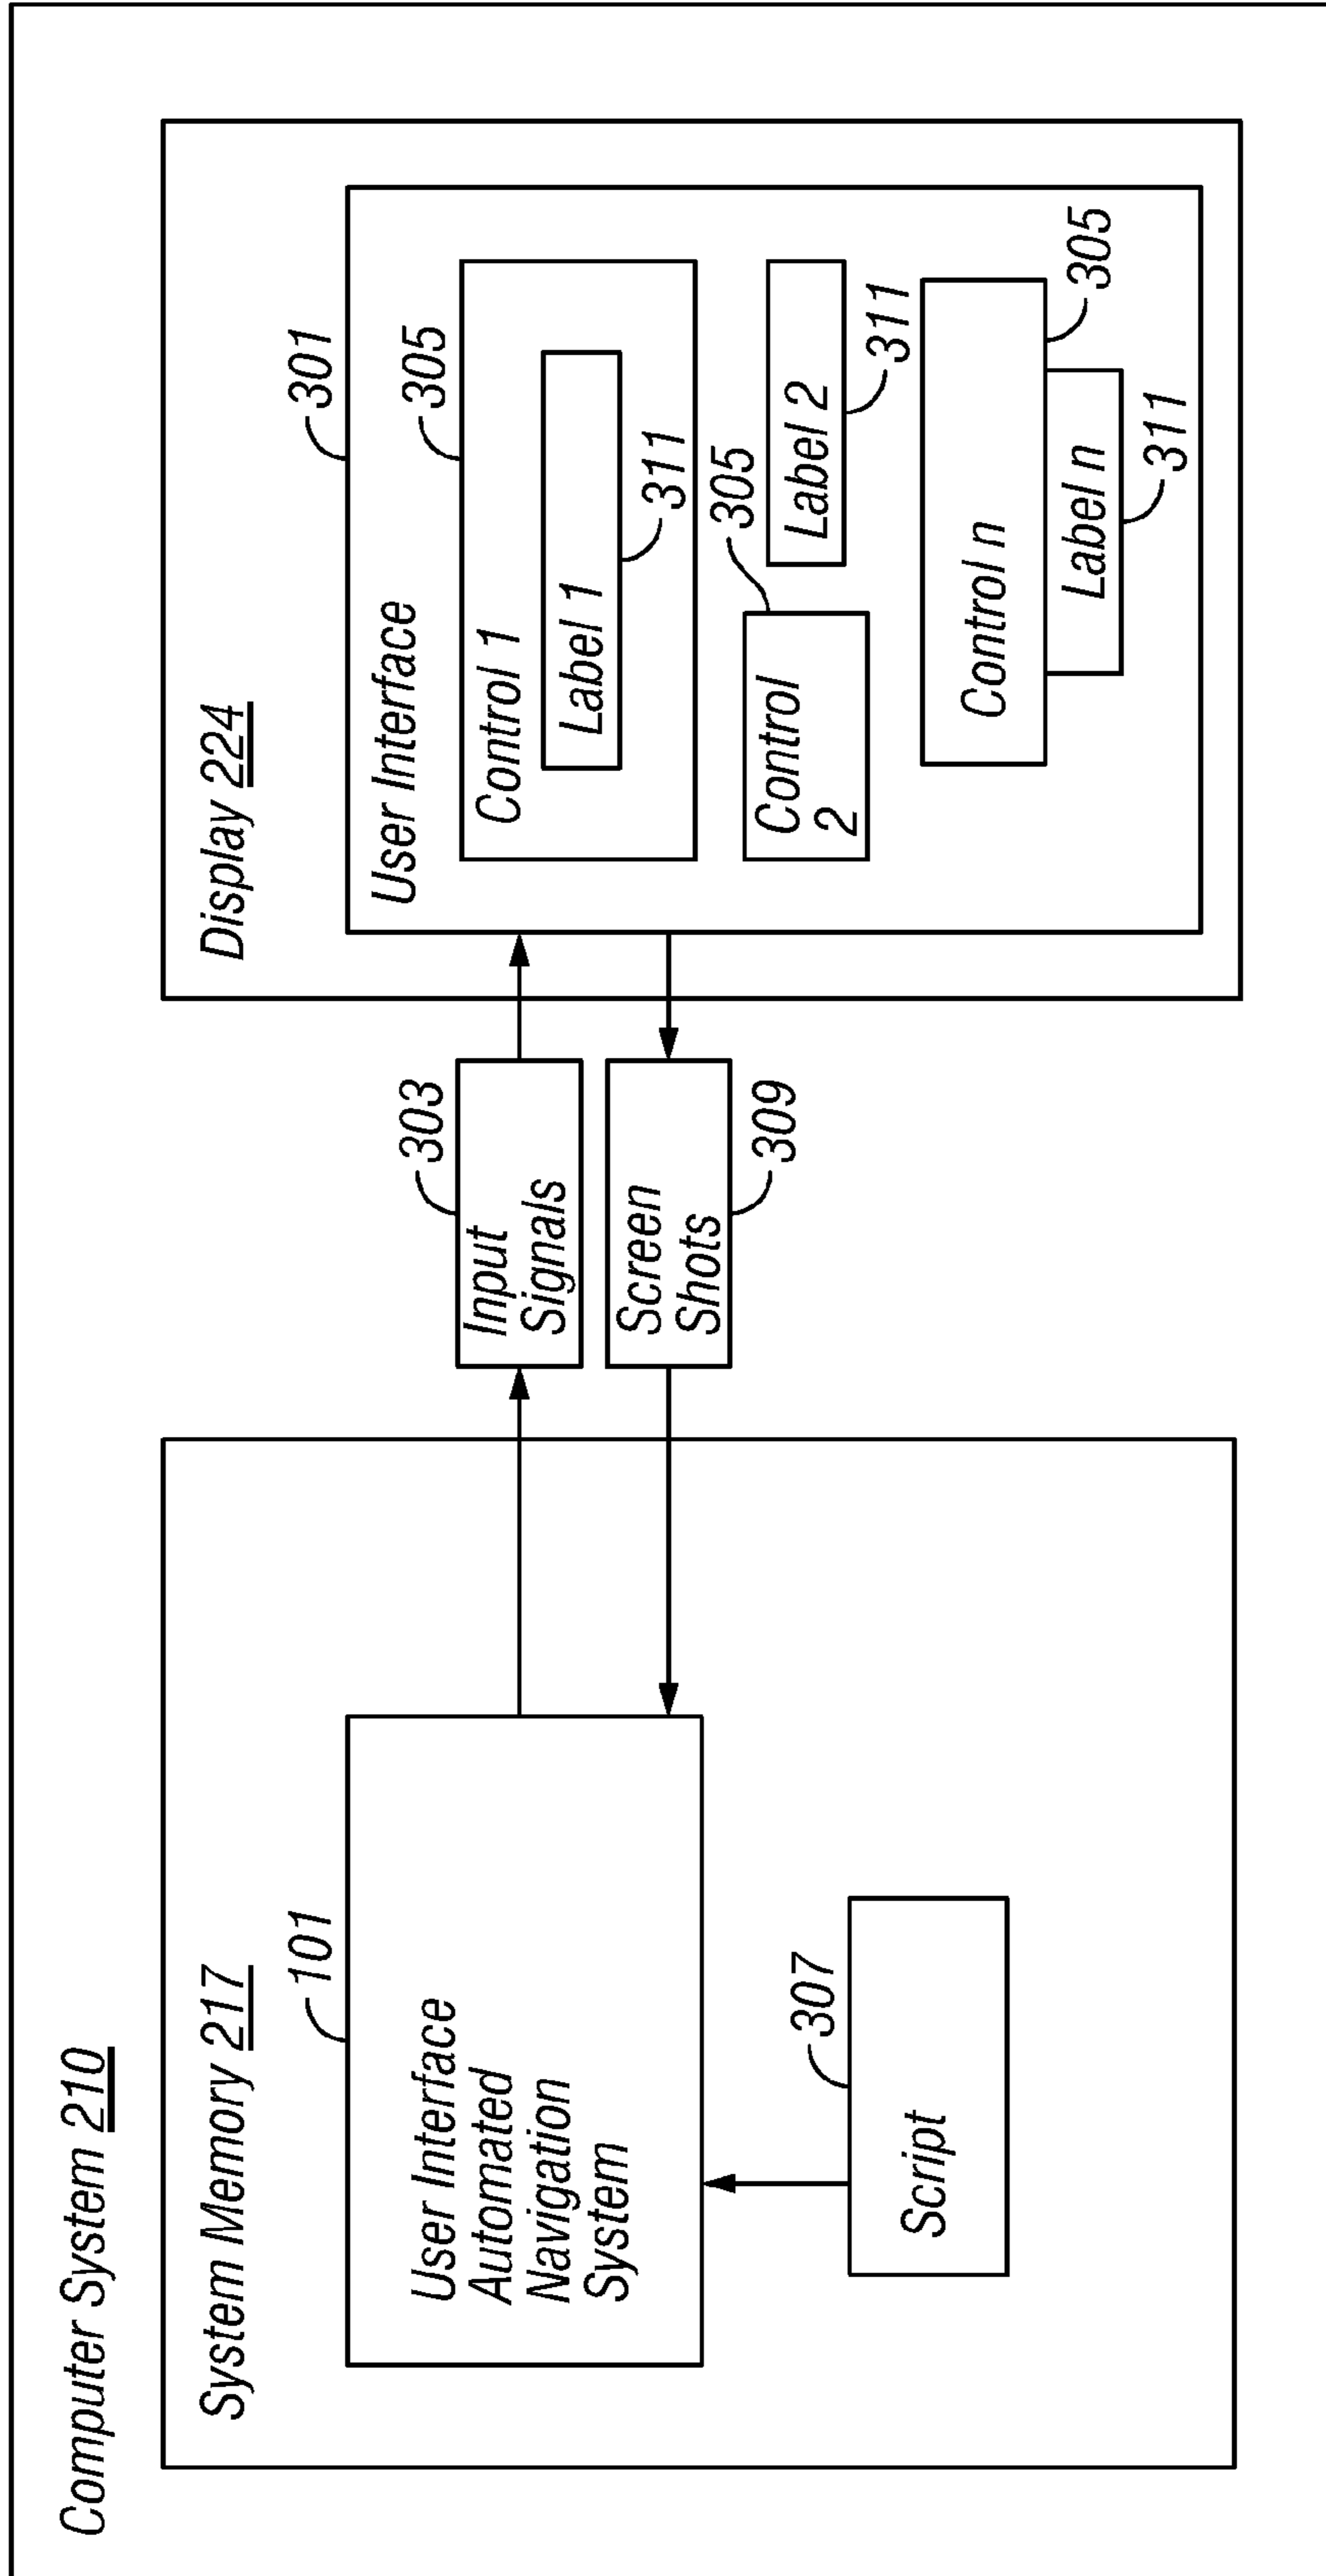 Computer System 210
System Memory 217
101
User Interface
Automated
Navigation
System
307
Script
303
Input
Signals
Screen
Shots
309
Display 224
301
User Interface
305
Control 1
Label 1
311
305
Control
2
Label 2
311
Control n
305
Label n
311